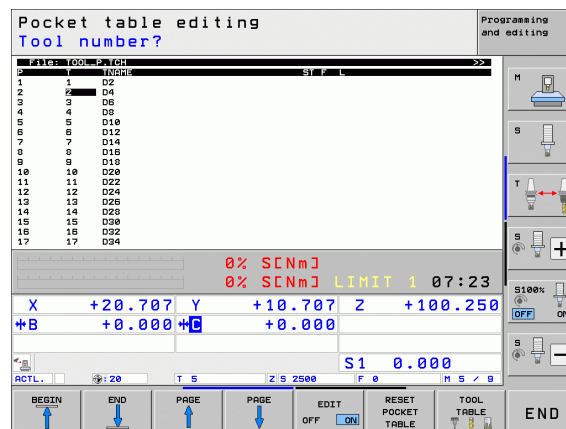 Pocket table editing
Tool number?
Programming
and editing
File: TOOL_P.TCH >>
P T TNAME ST F L
1 1 D2
2 2 D4
3 3 D6
4 4 D8
5 5 D10
6 6 D12
7 7 D14
8 8 D16
9 9 D18
10 10 D20
11 11 D22
12 12 D24
13 13 D26
14 14 D28
15 15 D30
16 16 D32
17 17 D34
M
S
T
S
S100%
OFF ON
S
0% S[Nm]
0% S[Nm] LIMIT 1 07:23
X +20.707 Y +10.707 Z +100.250
B +0.000 C +0.000
S1 0.000
ACTL. : 20 T 5 Z S 2500 F 0 M 5 / 9
BEGIN
END
PAGE
PAGE
EDIT
OFF ON
RESET
POCKET
TABLE
TOOL
TABLE
END